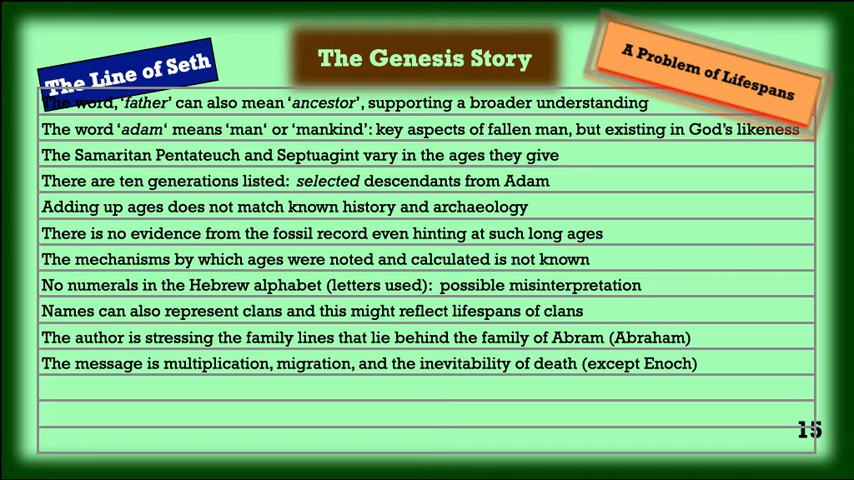 The Line of Seth
The Genesis Story
A Problem of Lifespans
The word, ‘father’ can also mean ‘ancestor’, supporting a broader understanding
The word ‘adam‘ means ‘man‘ or ‘mankind’: key aspects of fallen man, but existing in God’s likeness
The Samaritan Pentateuch and Septuagint vary in the ages they give
There are ten generations listed: selected descendants from Adam
Adding up ages does not match known history and archaeology
There is no evidence from the fossil record even hinting at such long ages
The mechanisms by which ages were noted and calculated is not known
No numerals in the Hebrew alphabet (letters used): possible misinterpretation
Names can also represent clans and this might reflect lifespans of clans
The author is stressing the family lines that lie behind the family of Abram (Abraham)
The message is multiplication, migration, and the inevitability of death (except Enoch)
15